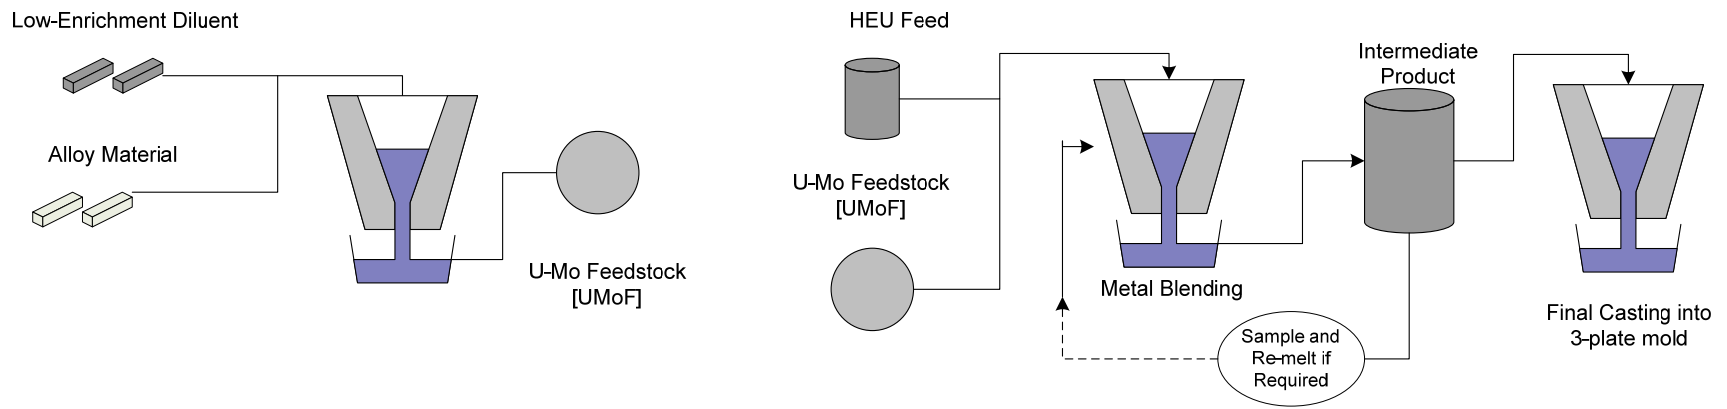 Low-Enrichment Diluent
Alloy Material
U-Mo Feedstock
[UMoF]
HEU Feed
U-Mo Feedstock
[UMoF]
Metal Blending
Intermediate
Product
Sample and
Re-melt if
Required
Final Casting into
3-plate mold